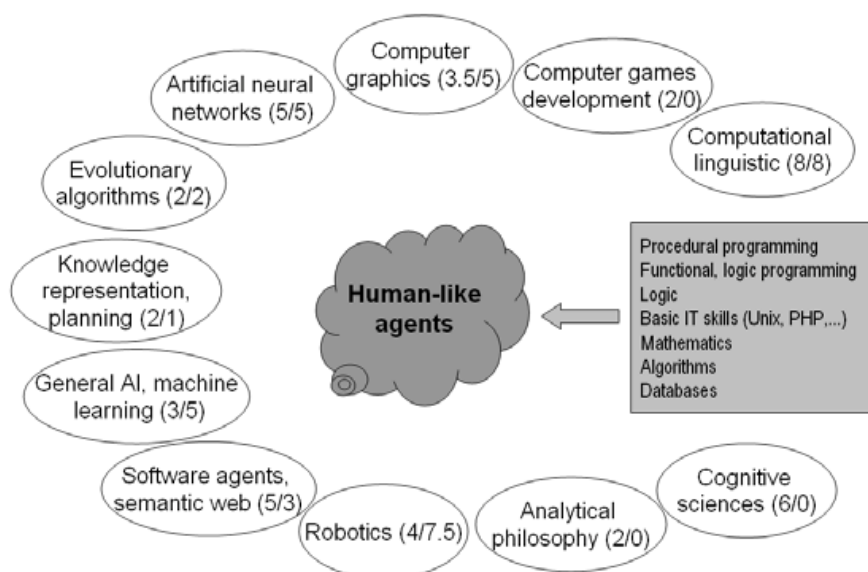 Computer
graphics (3.5/5)
Artificial neural
networks (5/5)
Computer games
development (2/0)
Computational
linguistic (8/8)
Evolutionary
algorithms (2/2)
Knowledge
representation,
planning (2/1)
General AI, machine
learning (3/5)
Software agents,
semantic web (5/3)
Robotics (4/7.5)
Analytical
philosophy (2/0)
Cognitive
sciences (6/0)
Human-like
agents
Procedural programming
Functional, logic programming
Logic
Basic IT skills (Unix, PHP,...)
Mathematics
Algorithms
Databases